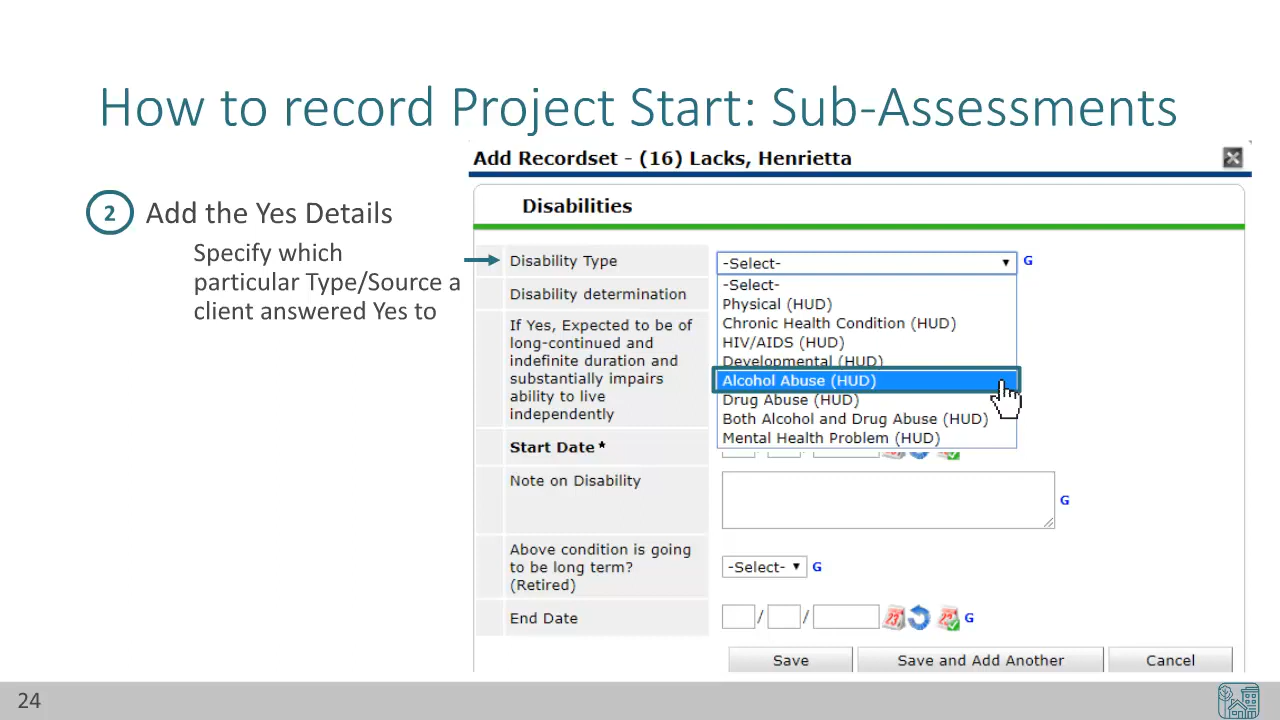 How to record Project Start: Sub-Assessments
2 Add the Yes Details
Specify which
particular Type/Source a
client answered Yes to
Add Recordset - (16) Lacks, Henrietta
Disabilities
Disability Type
-Select- G
-Select-
Physical (HUD)
Chronic Health Condition (HUD)
HIV/AIDS (HUD)
Developmental (HUD)
Alcohol Abuse (HUD)
Drug Abuse (HUD)
Both Alcohol and Drug Abuse (HUD)
Mental Health Problem (HUD)
Disability determination
If Yes, Expected to be of
long-continued and
indefinite duration and
substantially impairs
ability to live
independently
Start Date *
Note on Disability
G
Above condition is going
to be long term?
(Retired)
-Select- G
End Date
/ / 23 23 G
Save Save and Add Another Cancel
24